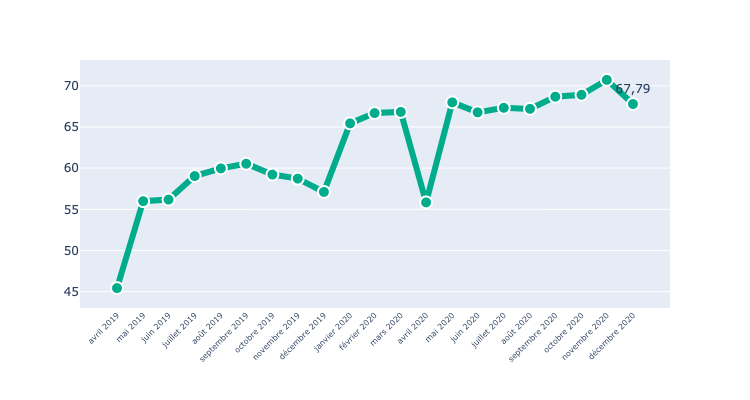 70
65
60
55
50
45
67,79
avril 2019
mai 2019
juin 2019
juillet 2019
août 2019
septembre 2019
octobre 2019
novembre 2019
décembre 2019
janvier 2020
février 2020
mars 2020
avril 2020
mai 2020
juin 2020
juillet 2020
août 2020
septembre 2020
octobre 2020
novembre 2020
décembre 2020